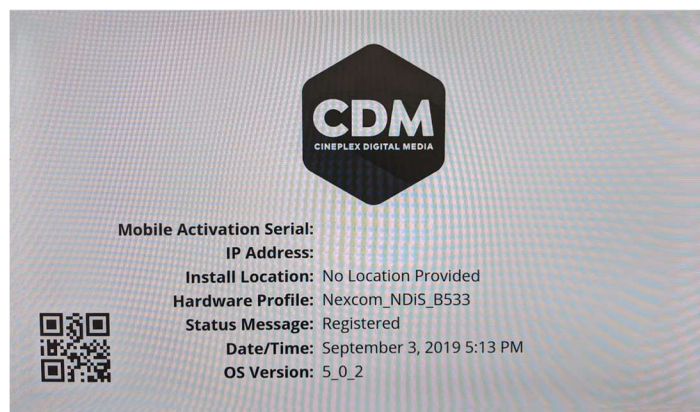 CDM
CINEPLEX DIGITAL MEDIA
Mobile Activation Serial:
IP Address:
Install Location: No Location Provided
Hardware Profile: Nexcom_NDiS_B533
Status Message: Registered
Date/Time: September 3, 2019 5:13 PM
OS Version: 5_0_2